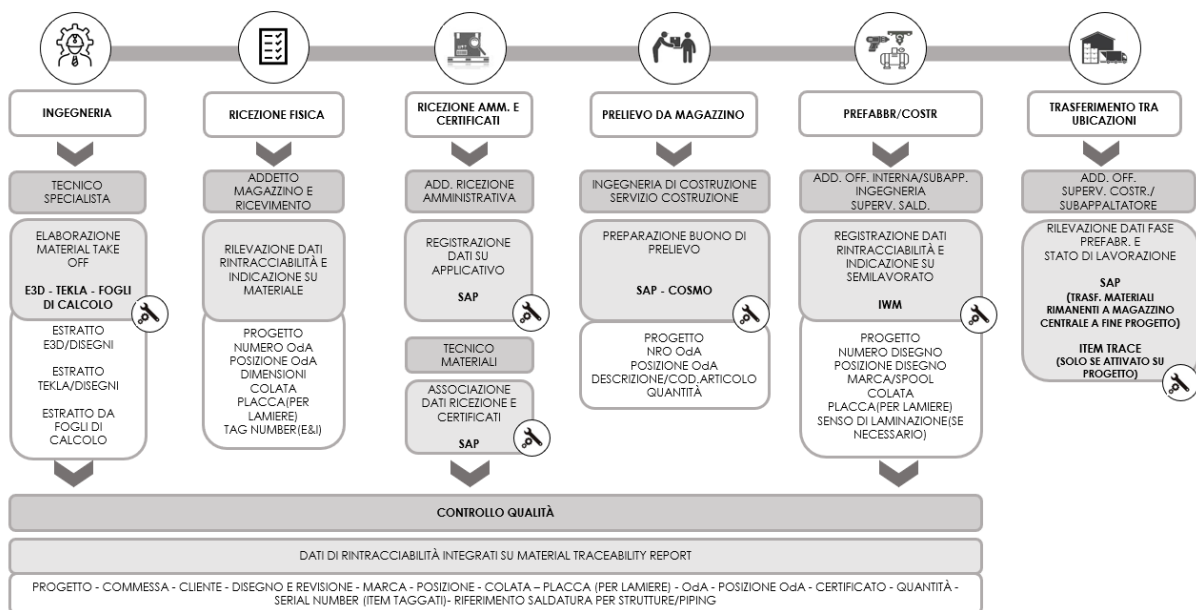 INGEGNERIA
TECNICO
SPECIALISTA
ELABORAZIONE
MATERIAL TAKE
OFF
E3D - TEKLA - FOGLI
DI CALCOLO
ESTRATTO
E3D/DISEGNI
ESTRATTO
TEKLA/DISEGNI
ESTRATTO DA
FOGLI DI
CALCOLO
RICEZIONE FISICA
ADDETTO
MAGAZZINO E
RICEVIMENTO
RILEVAZIONE DATI
RINTRACCIABILITÀ E
INDICAZIONE SU
MATERIALE
PROGETTO
NUMERO OdA
POSIZIONE OdA
DIMENSIONI
COLATA
PLACCA(PER
LAMIERE)
TAG NUMBER(E&I)
RICEZIONE AMM. E
CERTIFICATI
ADD. RICEZIONE
AMMINISTRATIVA
REGISTRAZIONE
DATI SU
APPLICATIVO
SAP
TECNICO
MATERIALI
ASSOCIAZIONE
DATI RICEZIONE E
CERTIFICATI
SAP
PRELIEVO DA MAGAZZINO
INGEGNERIA DI COSTRUZIONE
SERVIZIO COSTRUZIONE
PREPARAZIONE BUONO DI
PRELIEVO
SAP - COSMO
PROGETTO
NRO OdA
POSIZIONE OdA
DESCRIZIONE/COD.ARTICOLO
QUANTITÀ
PREFABBR/COSTR
ADD. OFF. INTERNA/SUBAPP.
INGEGNERIA
SUPERV. SALD.
REGISTRAZIONE DATI
RINTRACCIABILITÀ E
INDICAZIONE SU
SEMILAVORATO
IWM
PROGETTO
NUMERO DISEGNO
POSIZIONE DISEGNO
MARCA/SPOOL
COLATA
PLACCA(PER LAMIERE)
SENSO DI LAMINAZIONE(SE
NECESSARIO)
TRASFERIMENTO TRA
UBICAZIONI
ADD. OFF.
SUPERV. COSTR./
SUBAPPALTATORE
RILEVAZIONE DATI FASE
PREFABR. E
STATO DI LAVORAZIONE
SAP
(TRASF. MATERIALI
RIMANENTI A MAGAZZINO
CENTRALE A FINE PROGETTO)
ITEM TRACE
(SOLO SE ATTIVATO SU
PROGETTO)
CONTROLLO QUALITÀ
DATI DI RINTRACCIABILITÀ INTEGRATI SU MATERIAL TRACEABILITY REPORT
PROGETTO - COMMESSA - CLIENTE - DISEGNO E REVISIONE - MARCA - POSIZIONE - COLATA – PLACCA (PER LAMIERE) - OdA - POSIZIONE OdA - CERTIFICATO - QUANTITÀ -
SERIAL NUMBER (ITEM TAGGATI)- RIFERIMENTO SALDATURA PER STRUTTURE/PIPING